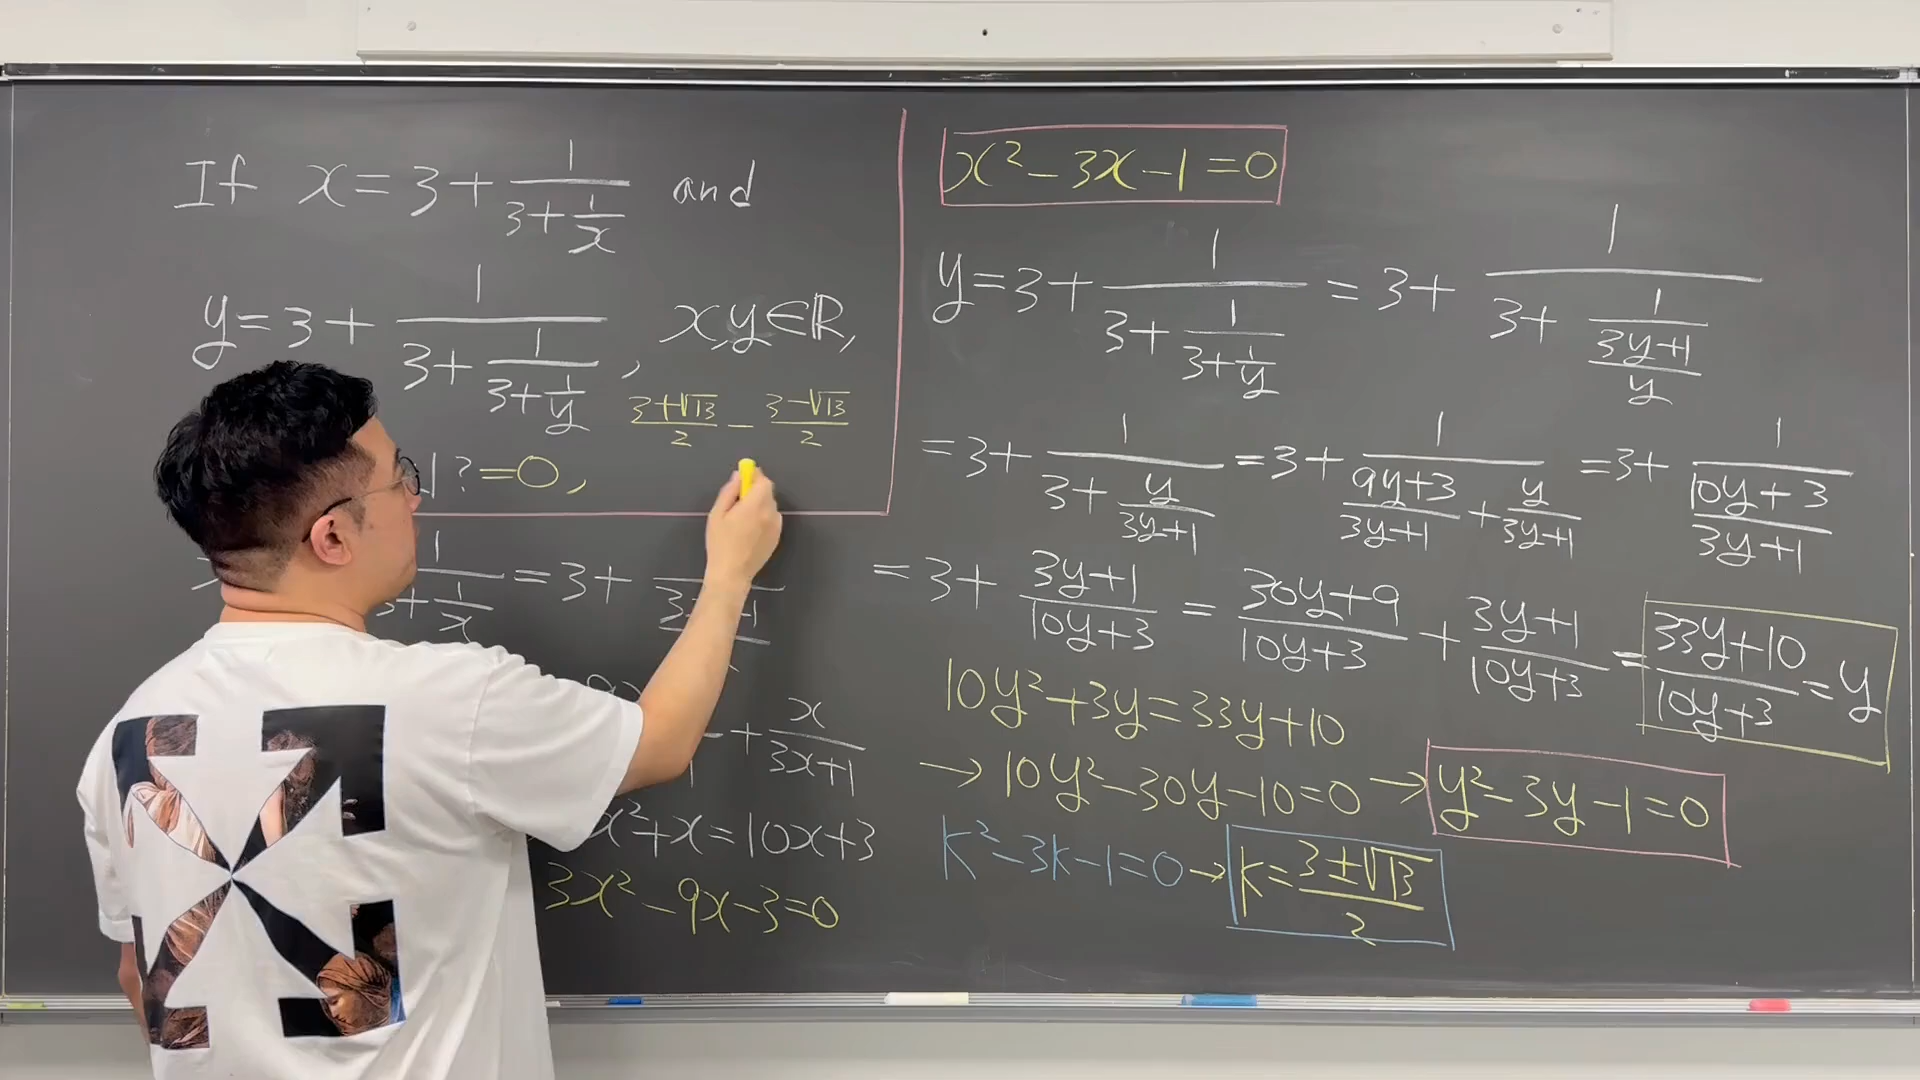 If x = 3 + 1/(3 + 1/x) and
y = 3 + 1/(3 + 1/(3 + 1/y)), x,y∈ℝ,
(3+√13)/2 - (3-√13)/2
? = 0,
1/(3 + 1/x) = 3 +
+ x/(3x+1)
x² + x = 10x + 3
3x² - 9x - 3 = 0
x² - 3x - 1 = 0
y = 3 + 1/(3 + 1/(3 + 1/y)) = 3 + 1/(3 + 1/((3y+1)/y))
= 3 + 1/(3 + y/(3y+1)) = 3 + 1/((9y+3)/(3y+1) + y/(3y+1)) = 3 + 1/((10y+3)/(3y+1))
= 3 + (3y+1)/(10y+3) = (30y+9)/(10y+3) + (3y+1)/(10y+3) = (33y+10)/(10y+3) = y
10y² + 3y = 33y + 10
→ 10y² - 30y - 10 = 0 → y² - 3y - 1 = 0
k² - 3k - 1 = 0 → k = (3±√13)/2